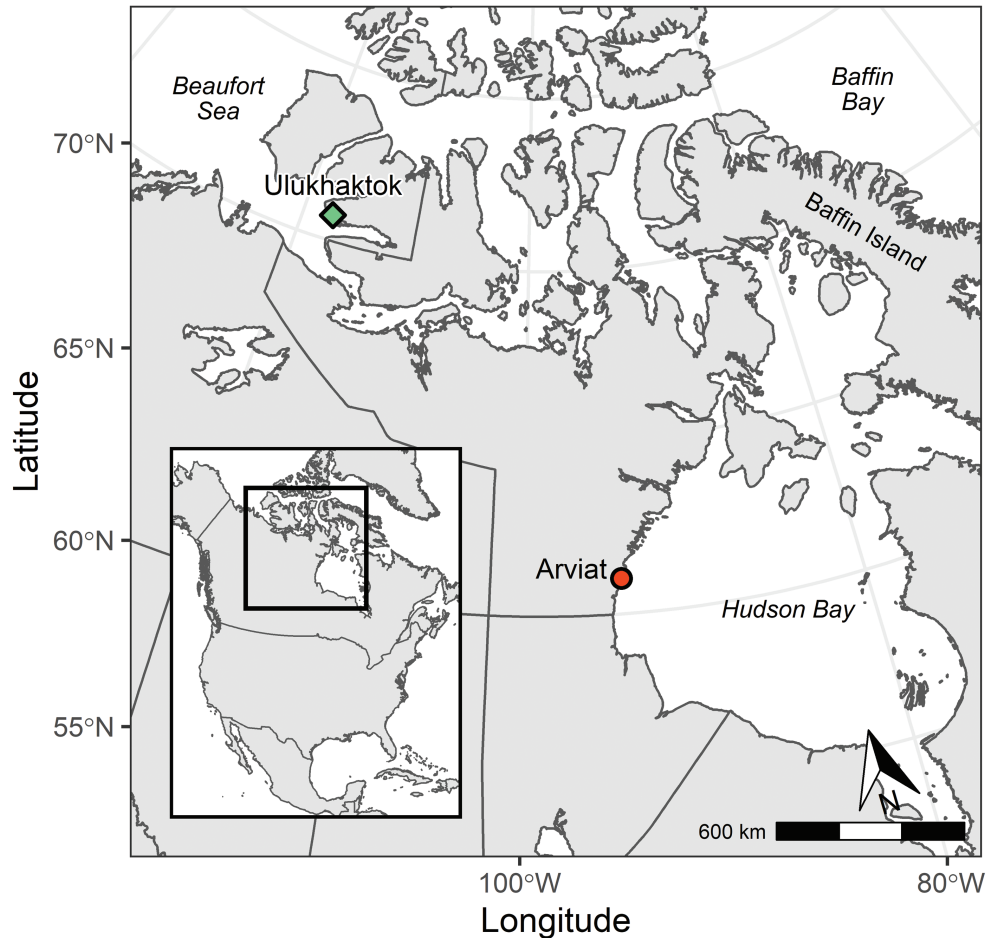 Beaufort
Sea
Baffin
Bay
70°N
Ulukhaktok
Baffin Island
65°N
Latitude
60°N
Arviat
Hudson Bay
55°N
N
600 km
100°W
80°W
Longitude